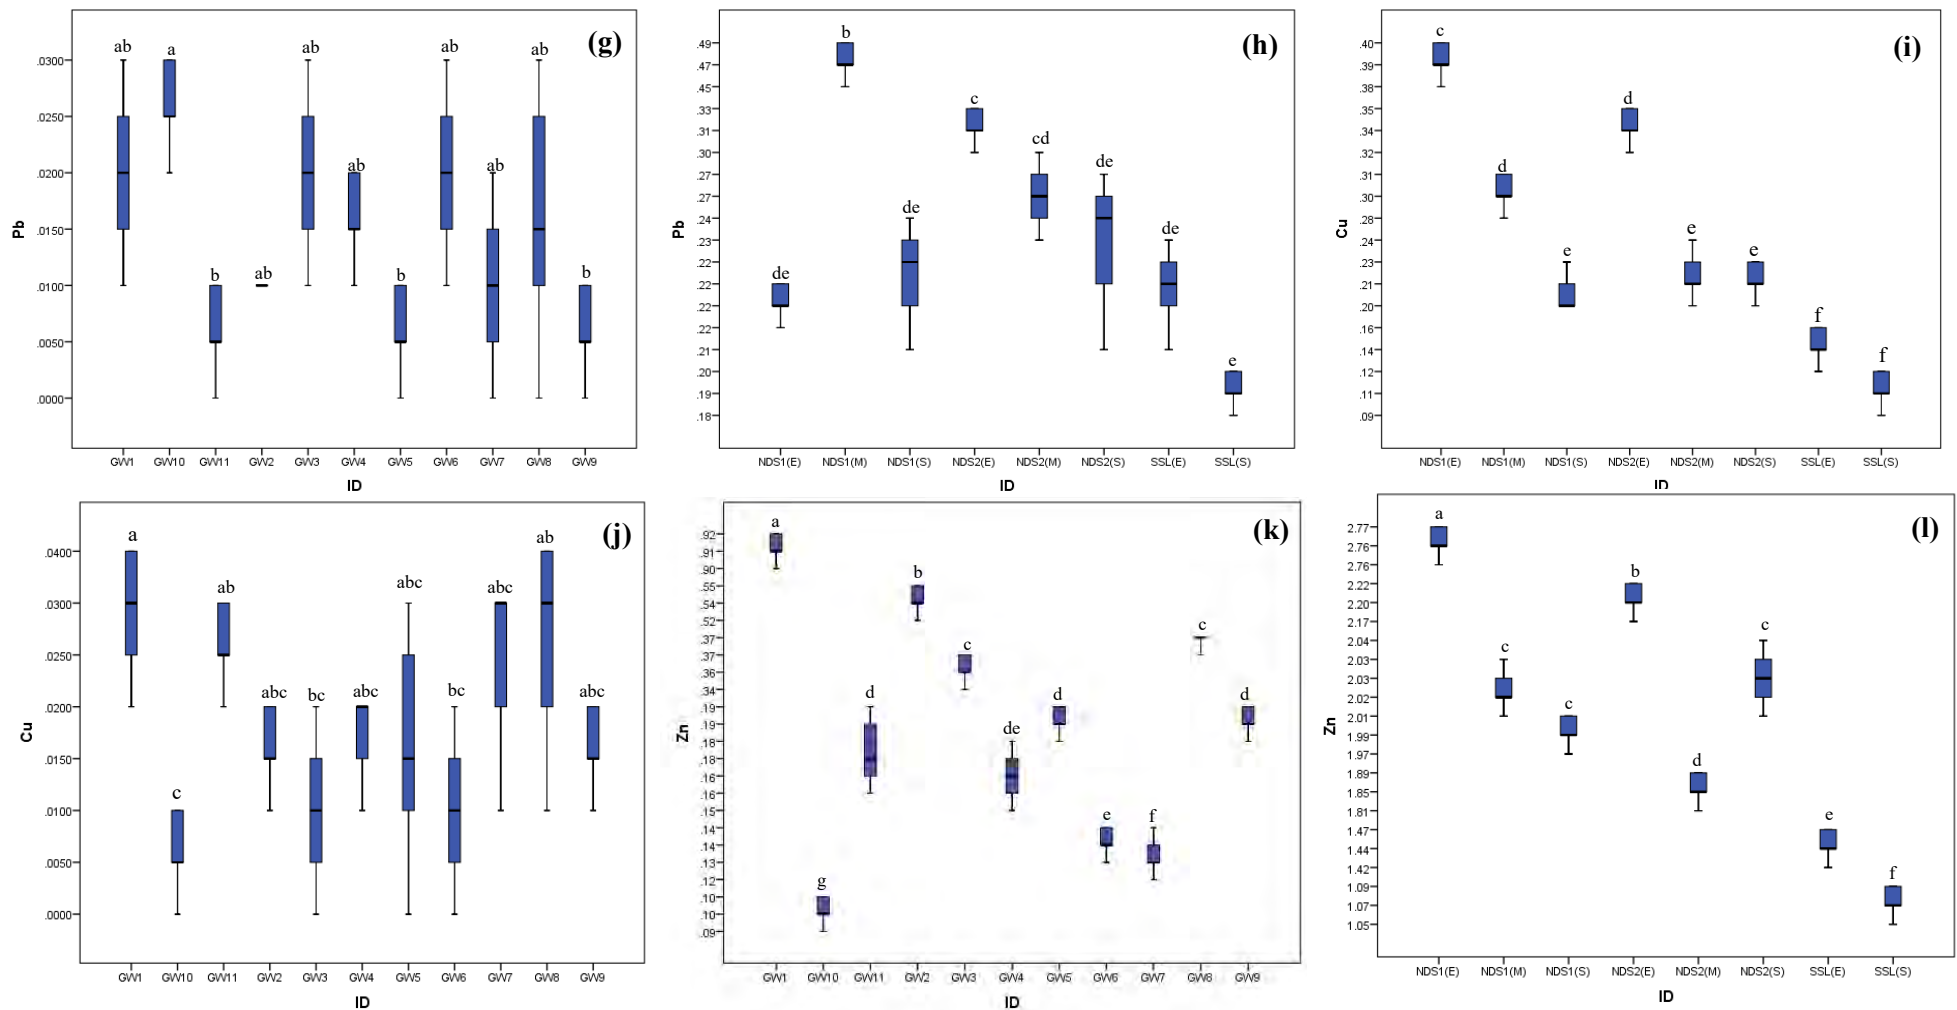 (g)
Pb
.0300
.0250
.0200
.0150
.0100
.0050
.0000
ab
a
b
ab
ab
ab
b
ab
ab
ab
b
GW1 GW10 GW11 GW2 GW3 GW4 GW5 GW6 GW7 GW8 GW9
ID
(h)
Pb
.49
.47
.45
.33
.31
.30
.27
.27
.24
.23
.22
.22
.22
.21
.20
.19
.18
de
b
de
c
cd
de
de
e
NDS1(E) NDS1(M) NDS1(S) NDS2(E) NDS2(M) NDS2(S) SSL(E) SSL(S)
ID
(i)
Cu
.40
.39
.38
.35
.34
.32
.31
.30
.28
.24
.23
.21
.20
.16
.14
.12
.11
.09
c
d
e
d
e
e
f
f
NDS1(E) NDS1(M) NDS1(S) NDS2(E) NDS2(M) NDS2(S) SSL(E) SSL(S)
ID
(j)
Cu
.0400
.0300
.0250
.0200
.0150
.0100
.0050
.0000
a
c
ab
abc
bc
abc
abc
bc
abc
ab
abc
GW1 GW10 GW11 GW2 GW3 GW4 GW5 GW6 GW7 GW8 GW9
ID
(k)
Zn
.92
.91
.90
.55
.54
.52
.37
.37
.36
.34
.19
.19
.18
.18
.16
.16
.15
.14
.14
.13
.12
.10
.10
.09
a
g
d
b
c
de
d
e
f
c
d
GW1 GW10 GW11 GW2 GW3 GW4 GW5 GW6 GW7 GW8 GW9
ID
(l)
Zn
2.77
2.76
2.76
2.22
2.20
2.17
2.04
2.03
2.03
2.02
2.01
1.99
1.97
1.89
1.85
1.81
1.47
1.44
1.42
1.09
1.07
1.05
a
c
c
b
d
c
e
f
NDS1(E) NDS1(M) NDS1(S) NDS2(E) NDS2(M) NDS2(S) SSL(E) SSL(S)
ID